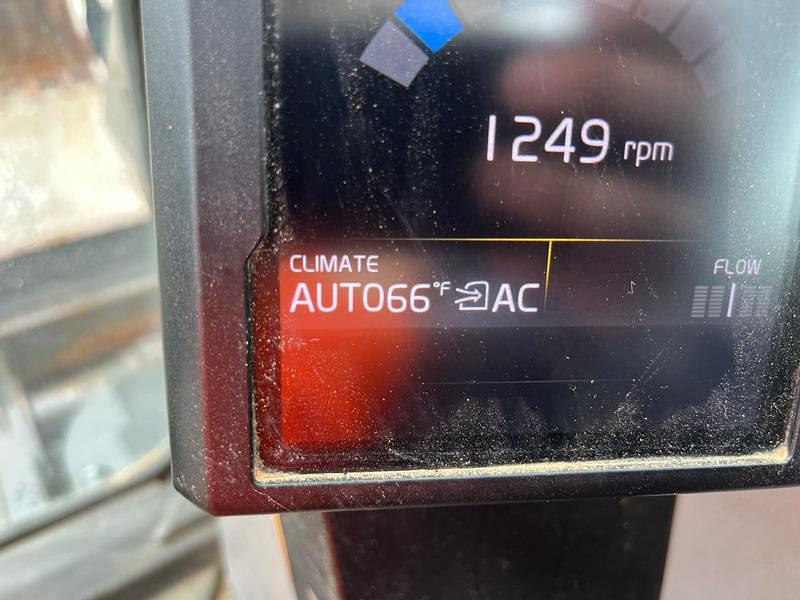 1249 rpm
CLIMATE
FLOW
AUTO66°F AC